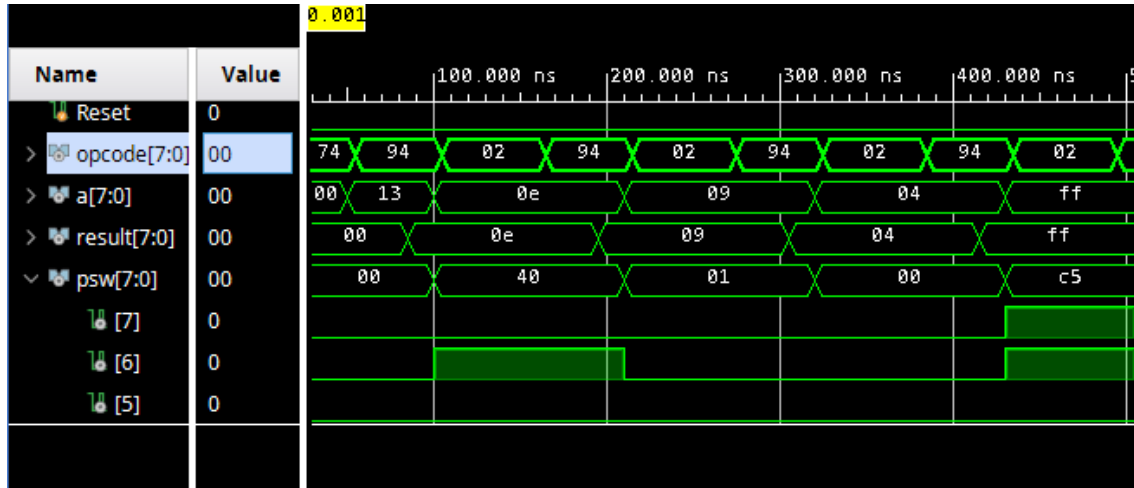 0.001
Name Value 100.000 ns 200.000 ns 300.000 ns 400.000 ns 5
Reset 0
opcode[7:0] 00 74 94 02 94 02 94 02 94 02
a[7:0] 00 00 13 0e 09 04 ff
result[7:0] 00 00 0e 09 04 ff
psw[7:0] 00 00 40 01 00 c5
[7] 0
[6] 0
[5] 0